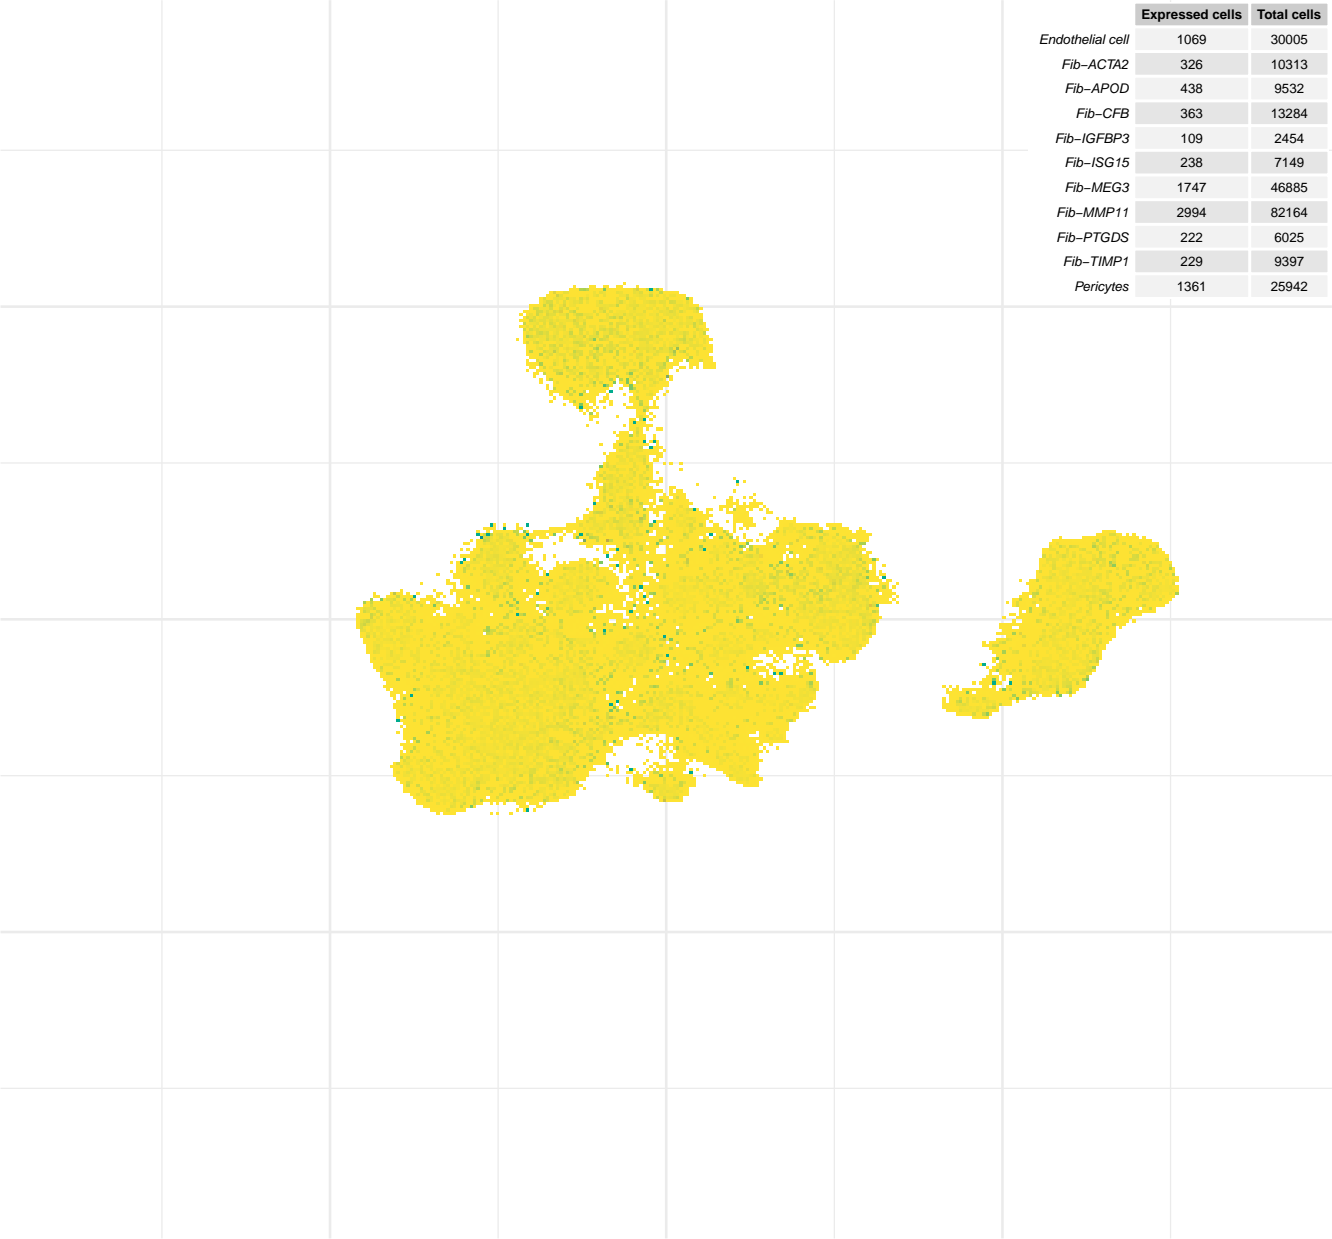 Expressed cells Total cells
Endothelial cell 1069 30005
Fib−ACTA2 326 10313
Fib−APOD 438 9532
Fib−CFB 363 13284
Fib−IGFBP3 109 2454
Fib−ISG15 238 7149
Fib−MEG3 1747 46885
Fib−MMP11 2994 82164
Fib−PTGDS 222 6025
Fib−TIMP1 229 9397
Pericytes 1361 25942